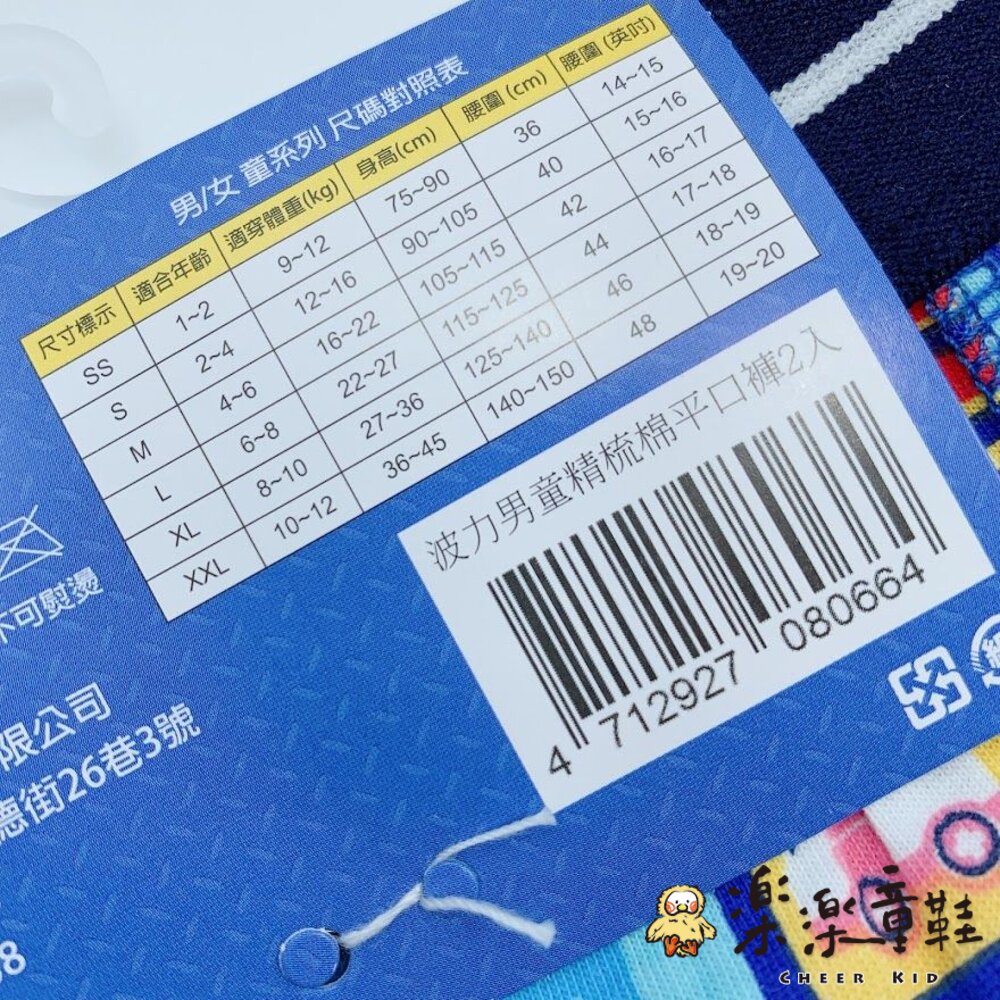 男/女 童系列 尺碼對照表
尺寸標示 適合年齡 適穿體重(kg) 身高(cm) 腰圍(cm) 腰圍(英吋)
SS 1~2 9~12 75~90 36 14~15
S 2~4 12~16 90~105 40 15~16
M 4~6 16~22 105~115 42 16~17
L 6~8 22~27 115~125 44 17~18
XL 8~10 27~36 125~140 46 18~19
XXL 10~12 36~45 140~150 48 19~20
不可熨燙
限公司
德街26巷3號
8
波力男童精梳棉平口褲2入
4 712927 080664
楽楽童鞋
CHEER KID